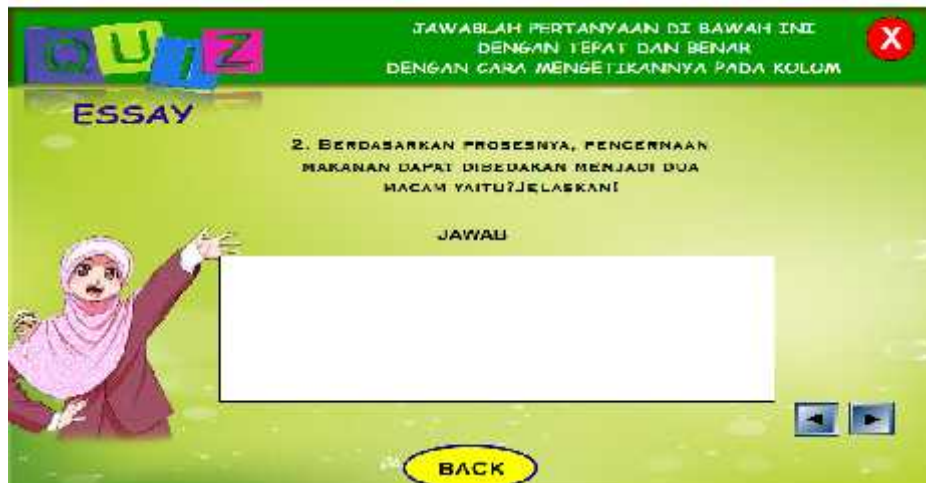 QUIZ
JAWABLAH PERTANYAAN DI BAWAH INI
DENGAN TEPAT DAN BENAR
DENGAN CARA MENGETIKANNYA PADA KOLOM
X
ESSAY
2. BERDASARKAN PROSESNYA, PENCERNAAN
MAKANAN DAPAT DIBEDAKAN MENJADI DUA
MACAM YAITU?JELASKAN!
JAWAB
BACK